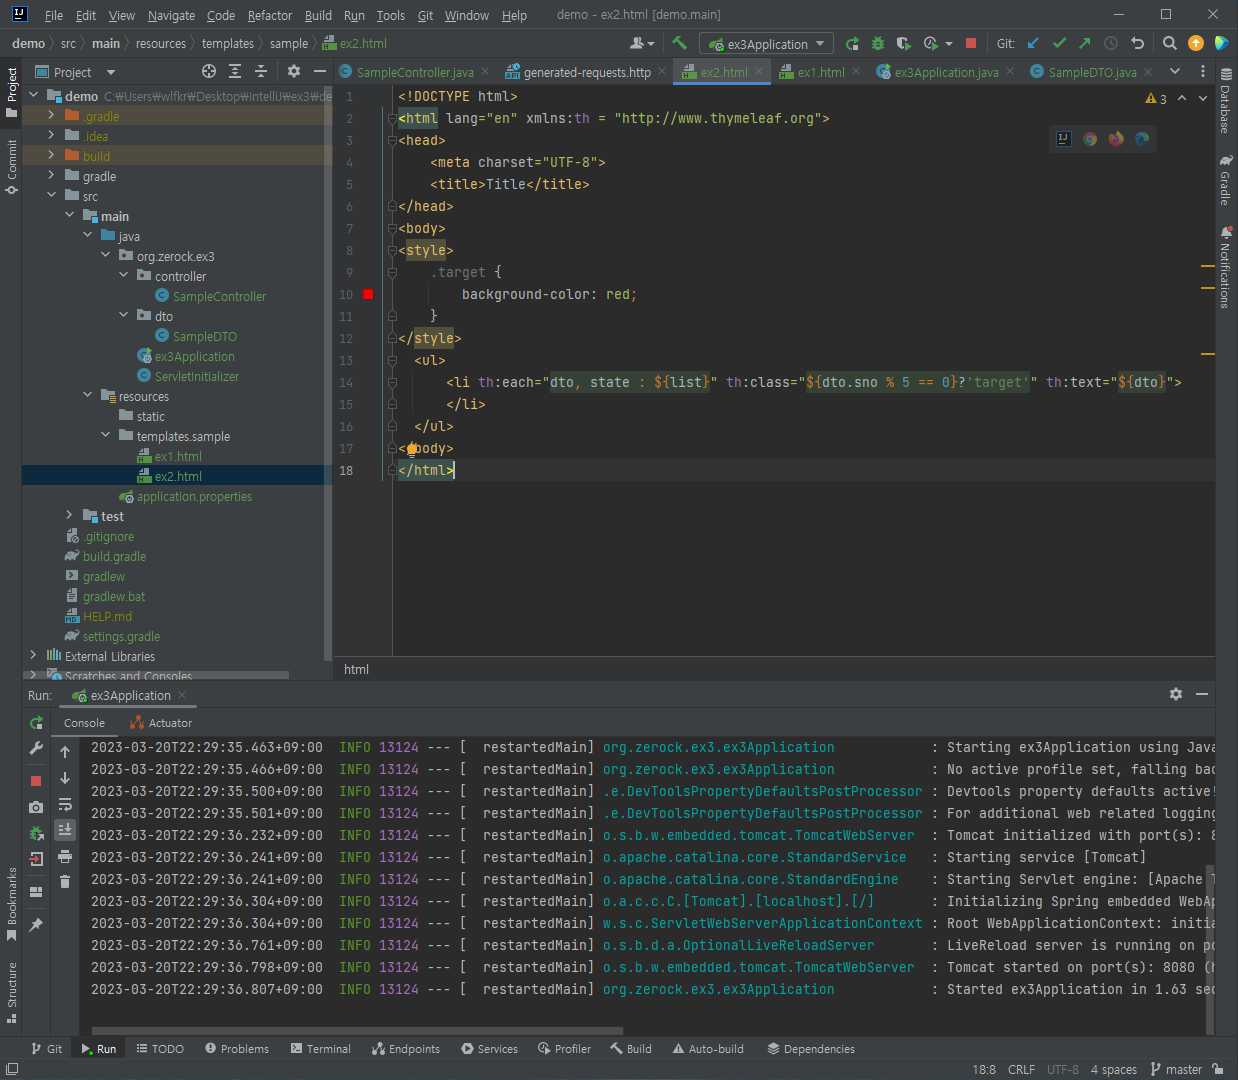 File Edit View Navigate Code Refactor Build Run Tools Git Window Help demo - ex2.html [demo.main]
demo src main resources templates sample ex2.html ex3Application Git:
Project SampleController.java generated-requests.http ex2.html ex1.html ex3Application.java SampleDTO.java
Project
Commit
Bookmarks
Structure
Database
Gradle
Notifications
demo C:₩Users₩wlfkr₩Desktop₩IntelliJ₩ex3₩de
.gradle
.idea
build
gradle
src
main
java
org.zerock.ex3
controller
SampleController
dto
SampleDTO
ex3Application
ServletInitializer
resources
static
templates.sample
ex1.html
ex2.html
application.properties
test
.gitignore
build.gradle
gradlew
gradlew.bat
HELP.md
settings.gradle
External Libraries
Scratches and Consoles
3
1 <!DOCTYPE html>
2 <html lang="en" xmlns:th = "http://www.thymeleaf.org">
3 <head>
4 <meta charset="UTF-8">
5 <title>Title</title>
6 </head>
7 <body>
8 <style>
9 .target {
10 background-color: red;
11 }
12 </style>
13 <ul>
14 <li th:each="dto, state : ${list}" th:class="${dto.sno % 5 == 0}?'target'" th:text="${dto}">
15 </li>
16 </ul>
17 </body>
18 </html>
html
Run: ex3Application
Console Actuator
2023-03-20T22:29:35.463+09:00 INFO 13124 --- [ restartedMain] org.zerock.ex3.ex3Application : Starting ex3Application using Java
2023-03-20T22:29:35.466+09:00 INFO 13124 --- [ restartedMain] org.zerock.ex3.ex3Application : No active profile set, falling bac
2023-03-20T22:29:35.500+09:00 INFO 13124 --- [ restartedMain] .e.DevToolsPropertyDefaultsPostProcessor : Devtools property defaults active!
2023-03-20T22:29:35.501+09:00 INFO 13124 --- [ restartedMain] .e.DevToolsPropertyDefaultsPostProcessor : For additional web related logging
2023-03-20T22:29:36.232+09:00 INFO 13124 --- [ restartedMain] o.s.b.w.embedded.tomcat.TomcatWebServer : Tomcat initialized with port(s): 8
2023-03-20T22:29:36.241+09:00 INFO 13124 --- [ restartedMain] o.apache.catalina.core.StandardService : Starting service [Tomcat]
2023-03-20T22:29:36.241+09:00 INFO 13124 --- [ restartedMain] o.apache.catalina.core.StandardEngine : Starting Servlet engine: [Apache T
2023-03-20T22:29:36.304+09:00 INFO 13124 --- [ restartedMain] o.a.c.c.C.[Tomcat].[localhost].[/] : Initializing Spring embedded WebAp
2023-03-20T22:29:36.304+09:00 INFO 13124 --- [ restartedMain] w.s.c.ServletWebServerApplicationContext : Root WebApplicationContext: initia
2023-03-20T22:29:36.761+09:00 INFO 13124 --- [ restartedMain] o.s.b.d.a.OptionalLiveReloadServer : LiveReload server is running on po
2023-03-20T22:29:36.798+09:00 INFO 13124 --- [ restartedMain] o.s.b.w.embedded.tomcat.TomcatWebServer : Tomcat started on port(s): 8080 (h
2023-03-20T22:29:36.807+09:00 INFO 13124 --- [ restartedMain] org.zerock.ex3.ex3Application : Started ex3Application in 1.63 sec
Git Run TODO Problems Terminal Endpoints Services Profiler Build Auto-build Dependencies
18:8 CRLF UTF-8 4 spaces master